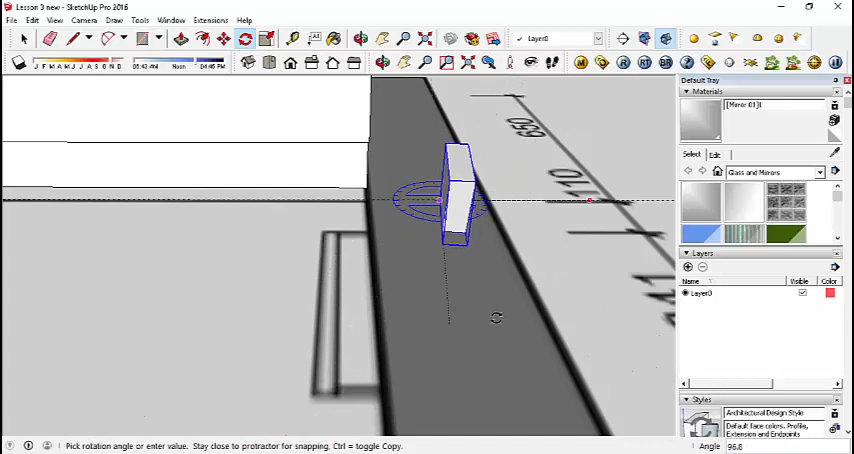 Lesson 3 new - SketchUp Pro 2016
File Edit View Camera Draw Tools Window Extensions Help
Layer0
J F M A M J J A S O N D 06:43 AM Noon 04:46 PM
M O R RT BR
Default Tray
Materials
[Mirror 01]1
Select Edit
Glass and Mirrors
Layers
Name Visible Color
Layer0
Styles
Architectural Design Style
Default face colors. Profile,
Extension and Endpoints
650
110
Pick rotation angle or enter value. Stay close to protractor for snapping, Ctrl = toggle Copy.
Angle 96.8